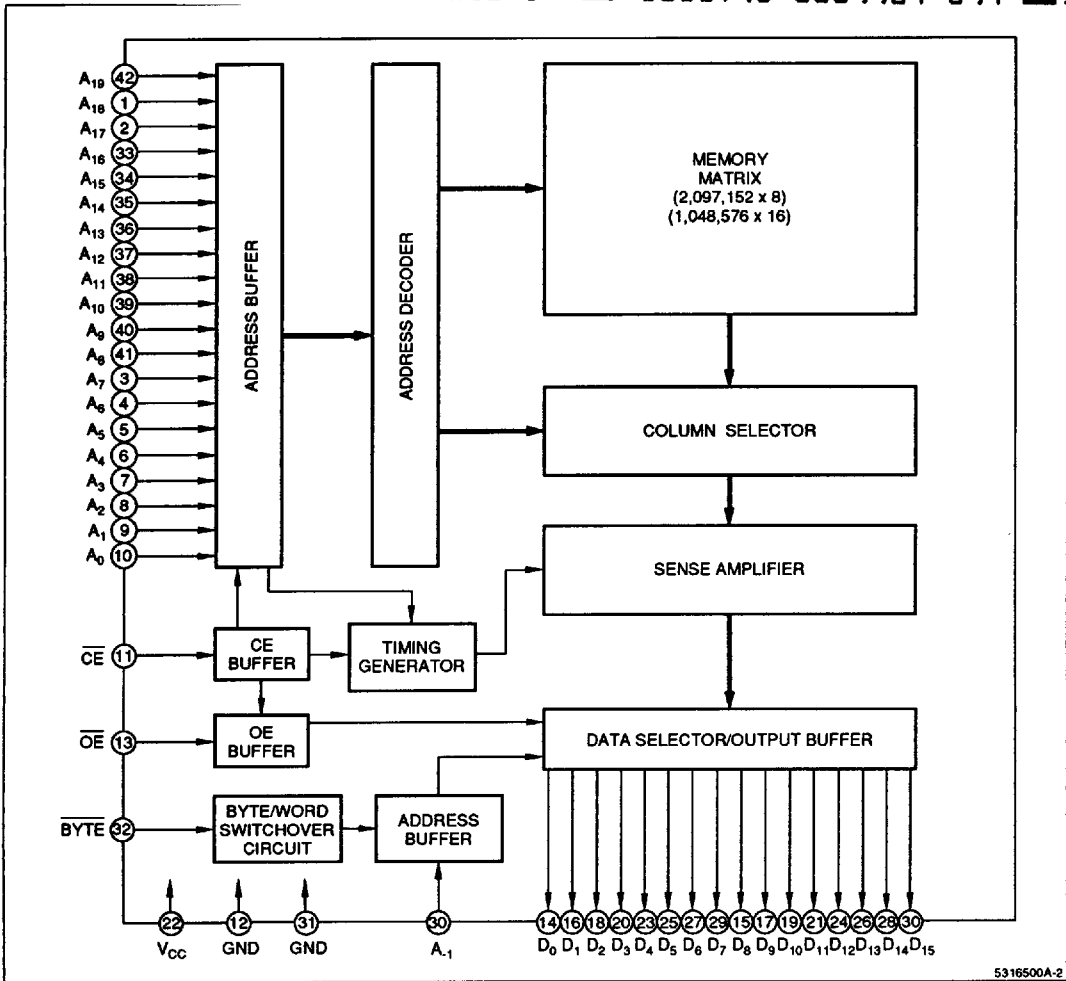 A19 42
A18 1
A17 2
A16 33
A15 34
A14 35
A13 36
A12 37
A11 38
A10 39
A9 40
A8 41
A7 3
A6 4
A5 5
A4 6
A3 7
A2 8
A1 9
A0 10
ADDRESS BUFFER
ADDRESS DECODER
MEMORY
MATRIX
(2,097,152 x 8)
(1,048,576 x 16)
COLUMN SELECTOR
SENSE AMPLIFIER
CE 11
CE
BUFFER
TIMING
GENERATOR
OE 13
OE
BUFFER
DATA SELECTOR/OUTPUT BUFFER
BYTE 32
BYTE/WORD
SWITCHOVER
CIRCUIT
ADDRESS
BUFFER
22 12 31 30 14 16 18 20 23 25 27 29 15 17 19 21 24 26 28 30
VCC GND GND A-1 D0 D1 D2 D3 D4 D5 D6 D7 D8 D9 D10 D11 D12 D13 D14 D15
5316500A-2